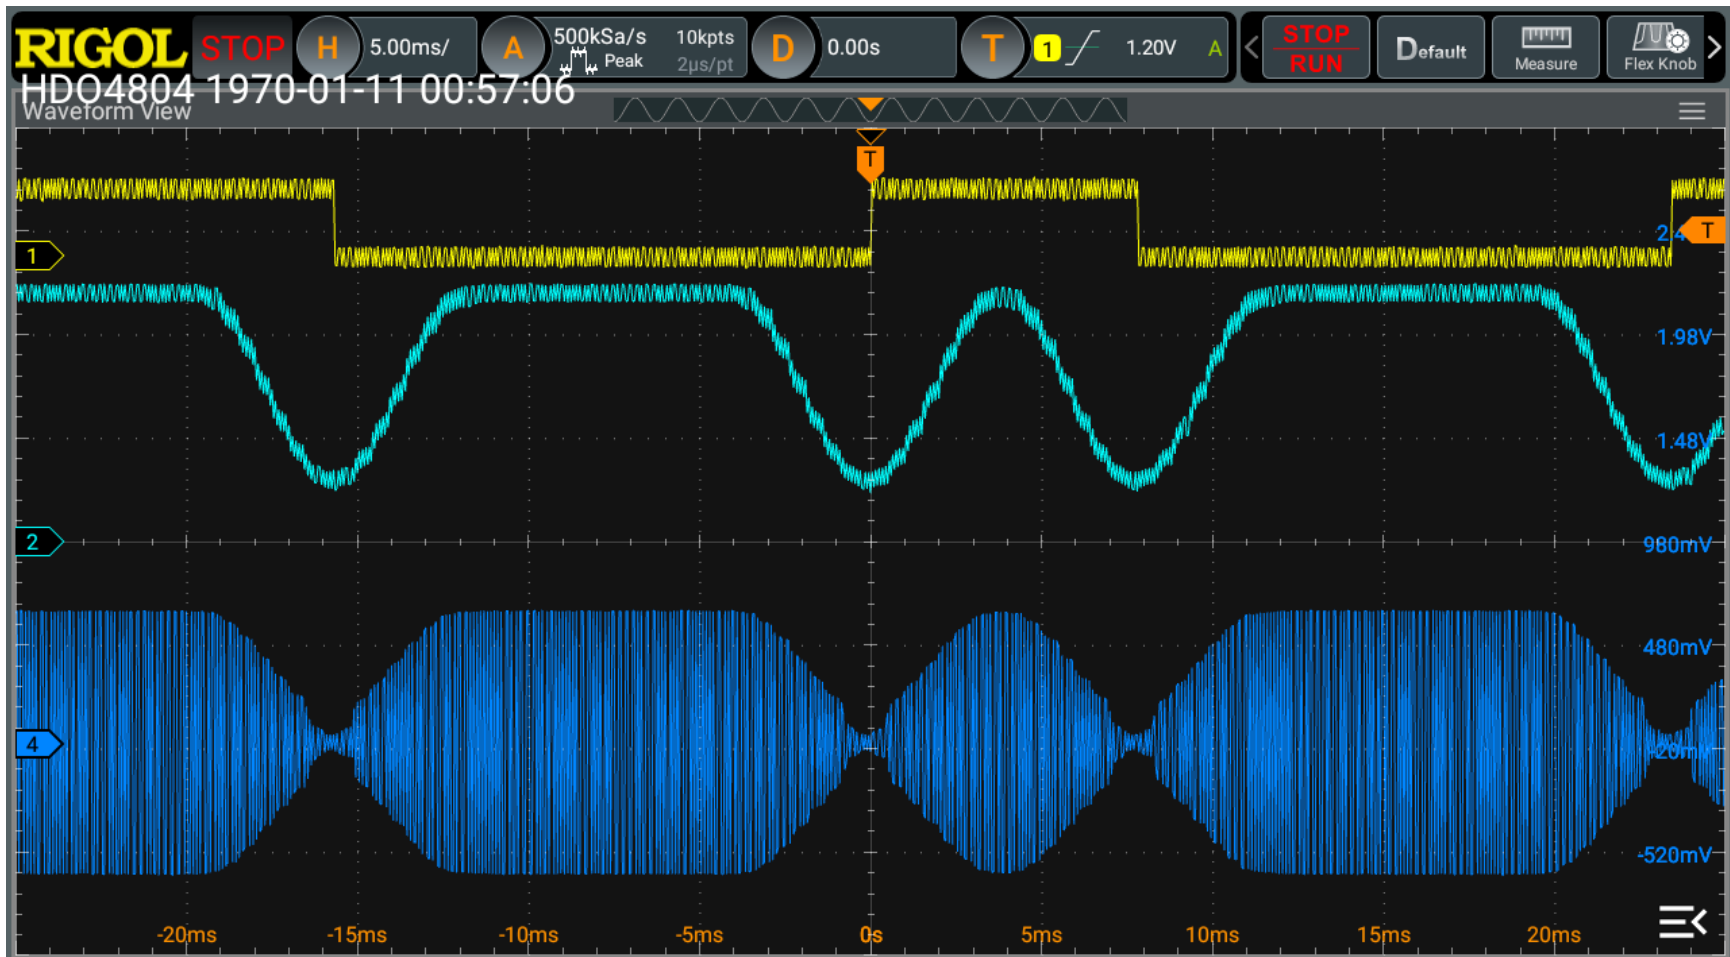 RIGOL STOP H 5.00ms/ A 500kSa/s Peak 10kpts 2µs/pt D 0.00s T 1 1.20V A STOP RUN Default Measure Flex Knob
HDO4804 1970-01-11 00:57:06
Waveform View
T
T
1
1.98V
1.48V
2
980mV
480mV
4
-20mV
-520mV
-20ms -15ms -10ms -5ms 0s 5ms 10ms 15ms 20ms